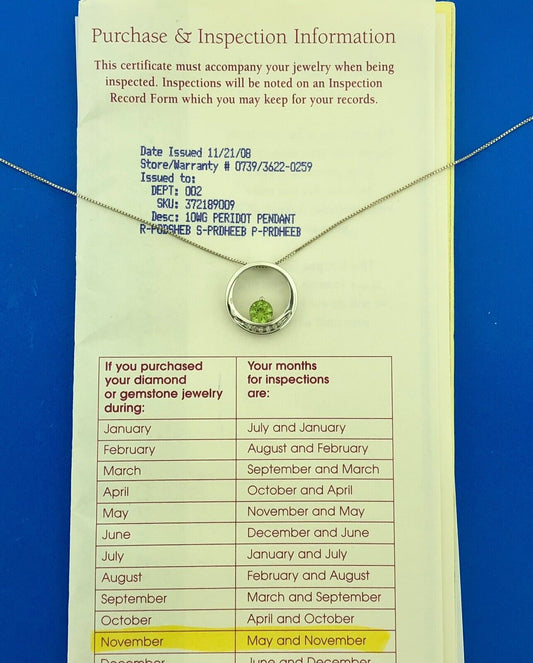 Purchase & Inspection Information
This certificate must accompany your jewelry when being
inspected. Inspections will be noted on an Inspection
Record Form which you may keep for your records.
Date Issued 11/21/08
Store/Warranty # 0739/3622-0259
Issued to:
DEPT: 002
SKU: 372189009
Desc: 10WG PERIDOT PENDANT
S-PRDHEEB P-PRDHEEB
If you purchased
your diamond
or gemstone jewelry
during:
Your months
for inspections
are:
January July and January
February August and February
March September and March
April October and April
May November and May
June December and June
July January and July
August February and August
September March and September
October April and October
November May and November
December June and December